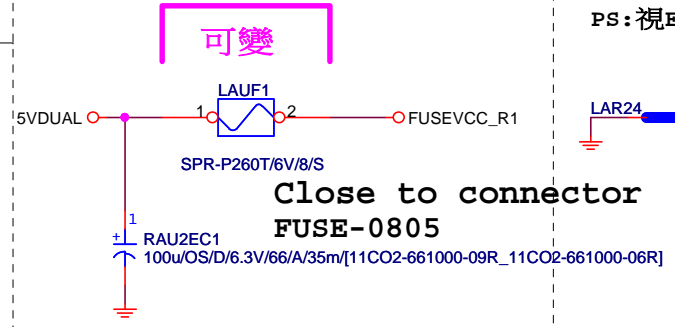 PS:視E
可變
LAUF1
5VDUAL
1
2
FUSEVCC_R1
LAR24
SPR-P260T/6V/8/S
Close to connector
FUSE-0805
1
+
RAU2EC1
100u/OS/D/6.3V/66/A/35m/[11CO2-661000-09R_11CO2-661000-06R]